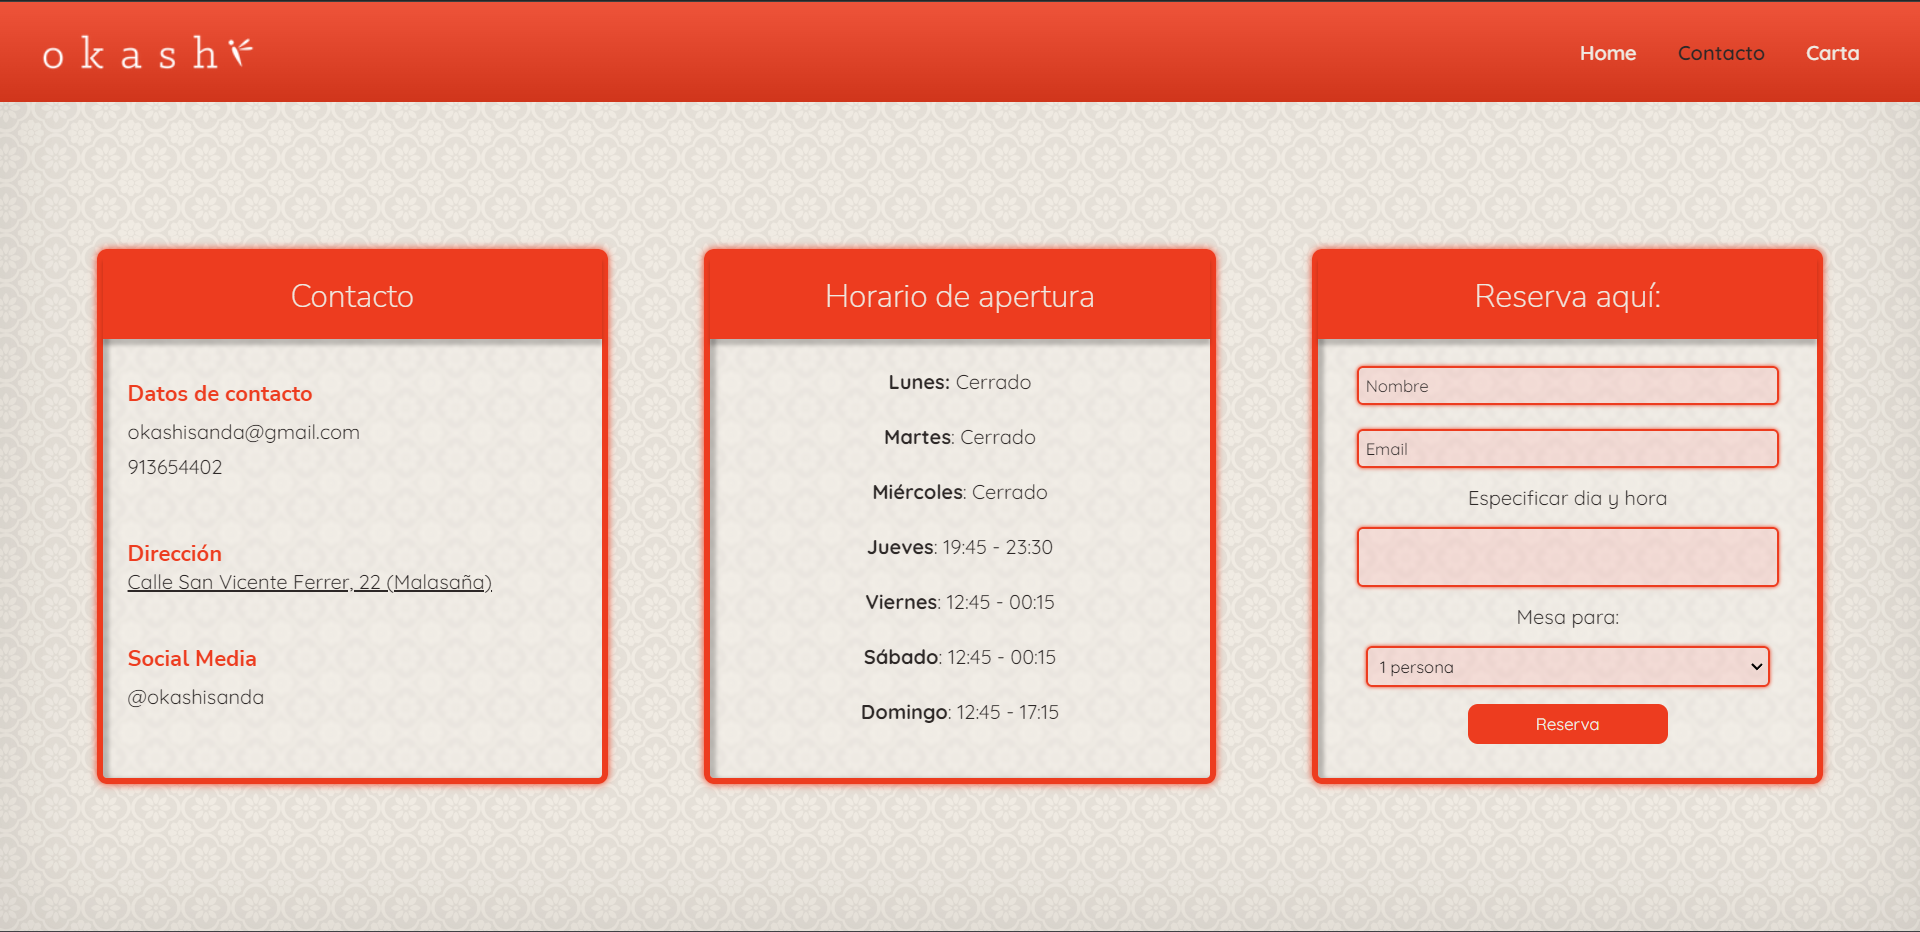 okashi
Home
Contacto
Carta
Contacto
Datos de contacto
okashisanda@gmail.com
913654402
Dirección
Calle San Vicente Ferrer, 22 (Malasaña)
Social Media
@okashisanda
Horario de apertura
Lunes: Cerrado
Martes: Cerrado
Miércoles: Cerrado
Jueves: 19:45 - 23:30
Viernes: 12:45 - 00:15
Sábado: 12:45 - 00:15
Domingo: 12:45 - 17:15
Reserva aquí:
Nombre
Email
Especificar dia y hora
Mesa para:
1 persona
Reserva